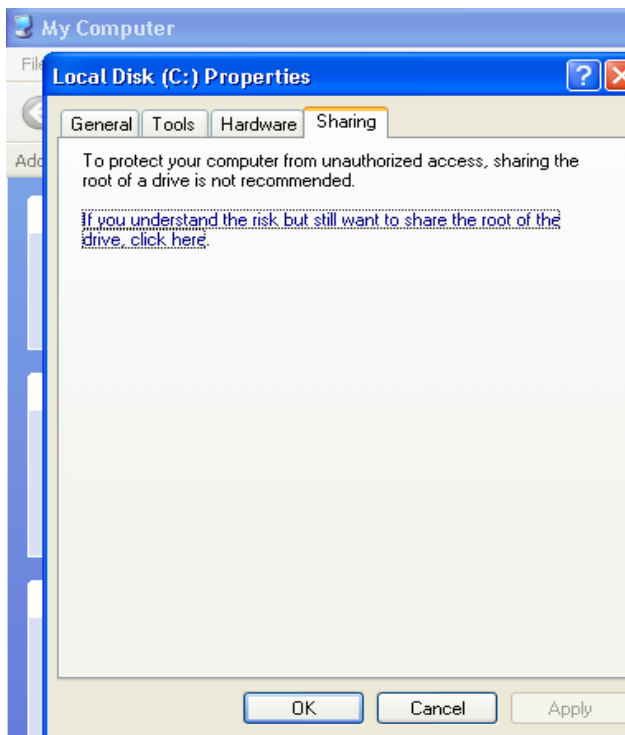 My Computer
File
Local Disk (C:) Properties
General Tools Hardware Sharing
To protect your computer from unauthorized access, sharing the
root of a drive is not recommended.
If you understand the risk but still want to share the root of the
drive, click here.
OK Cancel Apply